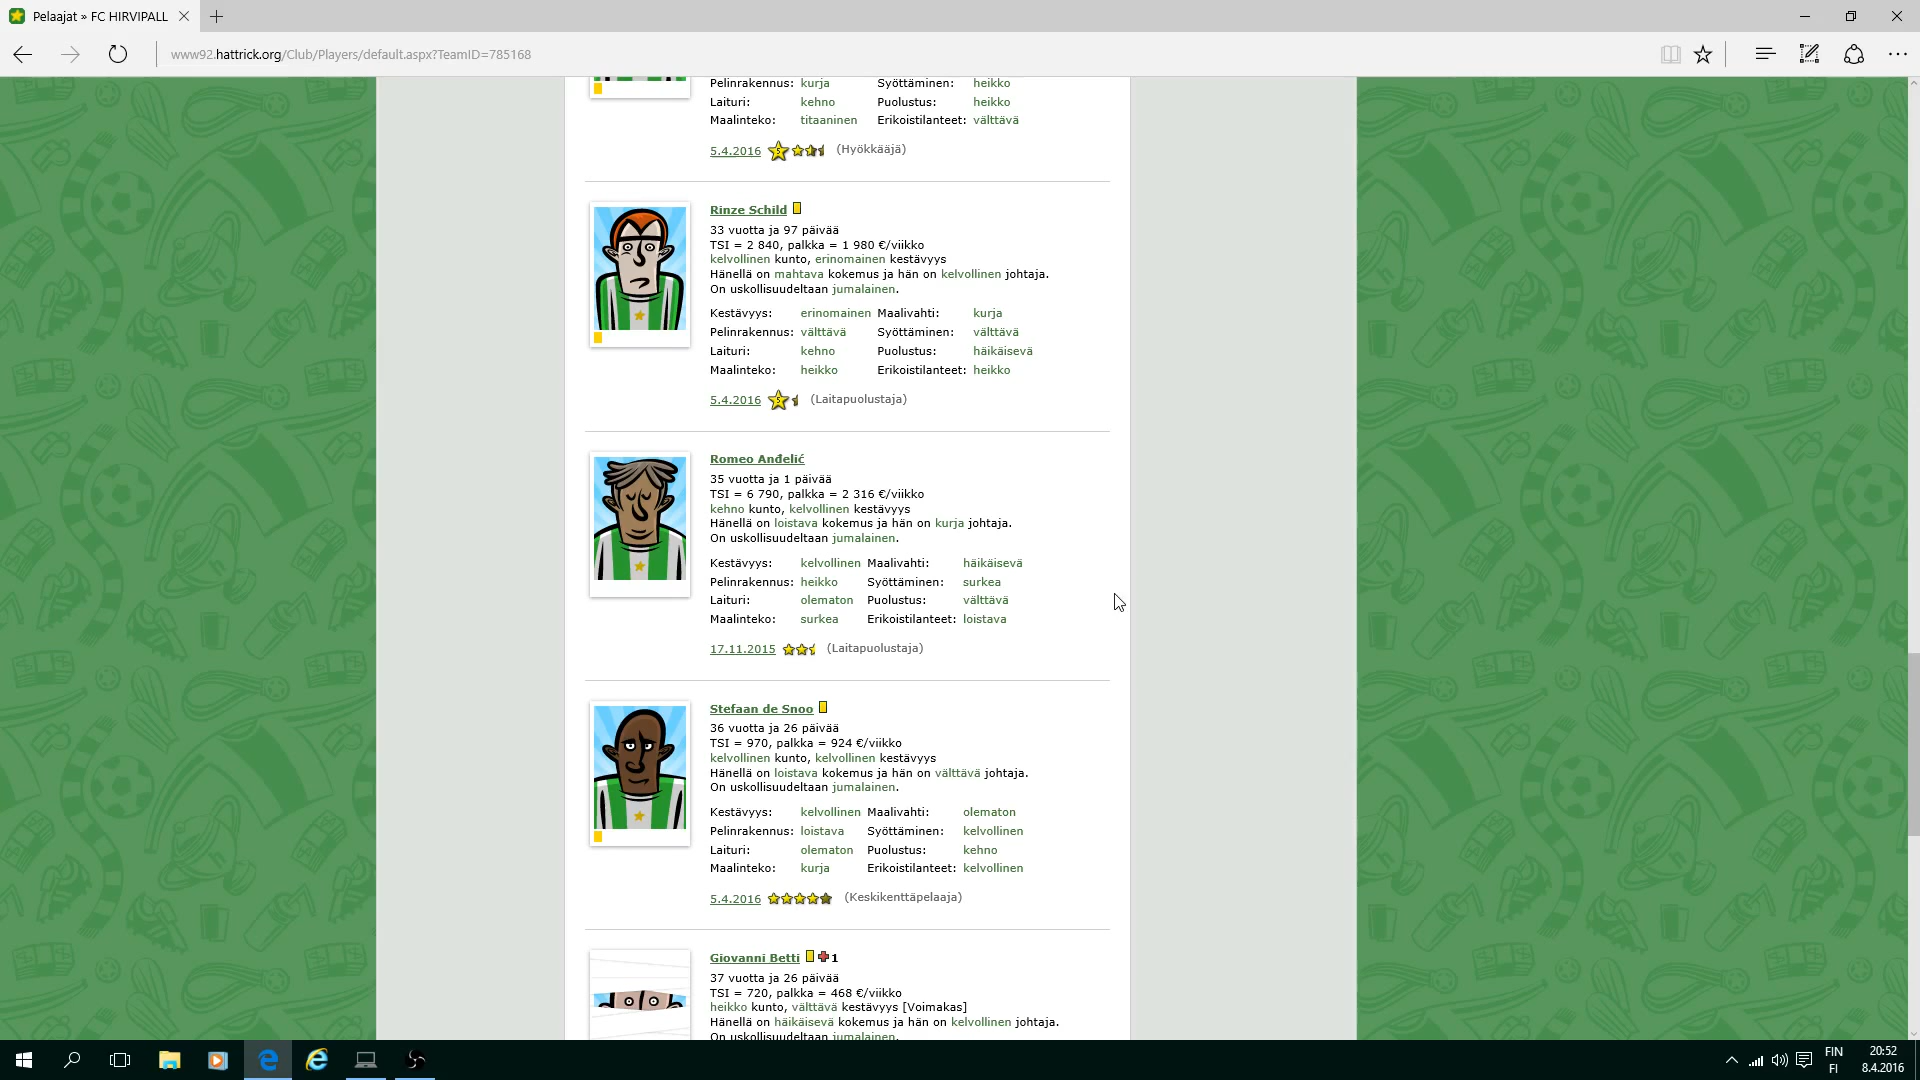 Pelaajat » FC HIRVIPALL
www92.hattrick.org/Club/Players/default.aspx?TeamID=785168
Pelinrakennus: kurja Syöttäminen: heikko
Laituri: kehno Puolustus: heikko
Maalinteko: titaaninen Erikoistilanteet: välttävä
5.4.2016 5 (Hyökkääjä)
Rinze Schild
33 vuotta ja 97 päivää
TSI = 2 840, palkka = 1 980 €/viikko
kelvollinen kunto, erinomainen kestävyys
Hänellä on mahtava kokemus ja hän on kelvollinen johtaja.
On uskollisuudeltaan jumalainen.
Kestävyys: erinomainen Maalivahti: kurja
Pelinrakennus: välttävä Syöttäminen: välttävä
Laituri: kehno Puolustus: häikäisevä
Maalinteko: heikko Erikoistilanteet: heikko
5.4.2016 5 (Laitapuolustaja)
Romeo Anđelić
35 vuotta ja 1 päivää
TSI = 6 790, palkka = 2 316 €/viikko
kehno kunto, kelvollinen kestävyys
Hänellä on loistava kokemus ja hän on kurja johtaja.
On uskollisuudeltaan jumalainen.
Kestävyys: kelvollinen Maalivahti: häikäisevä
Pelinrakennus: heikko Syöttäminen: surkea
Laituri: olematon Puolustus: välttävä
Maalinteko: surkea Erikoistilanteet: loistava
17.11.2015 (Laitapuolustaja)
Stefaan de Snoo
36 vuotta ja 26 päivää
TSI = 970, palkka = 924 €/viikko
kelvollinen kunto, kelvollinen kestävyys
Hänellä on loistava kokemus ja hän on välttävä johtaja.
On uskollisuudeltaan jumalainen.
Kestävyys: kelvollinen Maalivahti: olematon
Pelinrakennus: loistava Syöttäminen: kelvollinen
Laituri: olematon Puolustus: kehno
Maalinteko: kurja Erikoistilanteet: kelvollinen
5.4.2016 (Keskikenttäpelaaja)
Giovanni Betti 1
37 vuotta ja 26 päivää
TSI = 720, palkka = 468 €/viikko
heikko kunto, välttävä kestävyys [Voimakas]
Hänellä on häikäisevä kokemus ja hän on kelvollinen johtaja.
On uskollisuudeltaan jumalainen.
FIN
FI
20:52
8.4.2016